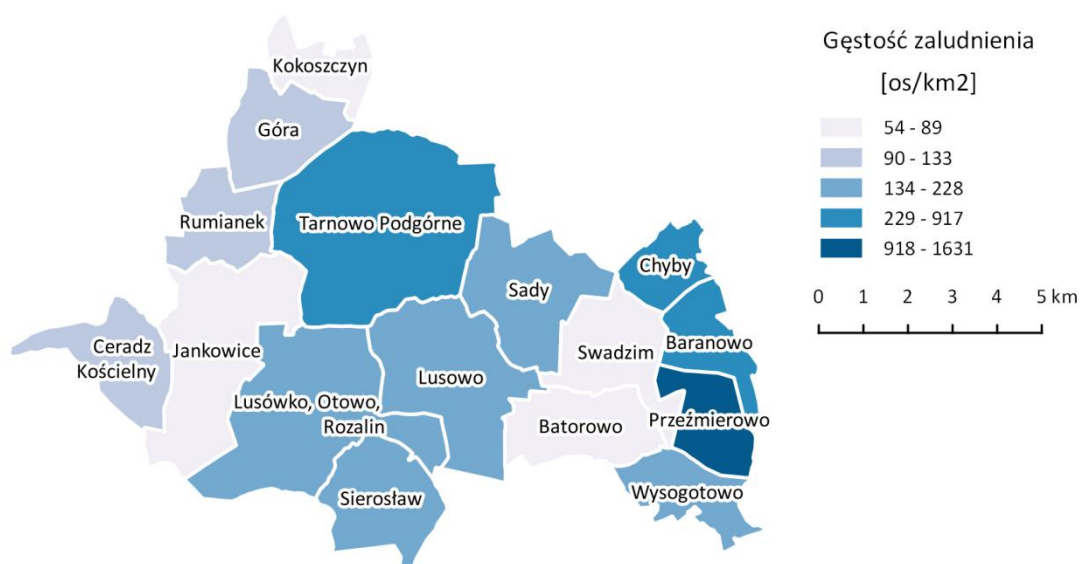 Gęstość zaludnienia
[os/km2]
54 - 89
90 - 133
134 - 228
229 - 917
918 - 1631
0 1 2 3 4 5 km
Kokoszczyn
Góra
Rumianek
Tarnowo Podgórne
Chyby
Sady
Baranowo
Ceradz
Kościelny
Jankowice
Swadzim
Lusowo
Lusówko, Otowo,
Rozalin
Batorowo
Przeźmierowo
Sierosław
Wysogotowo